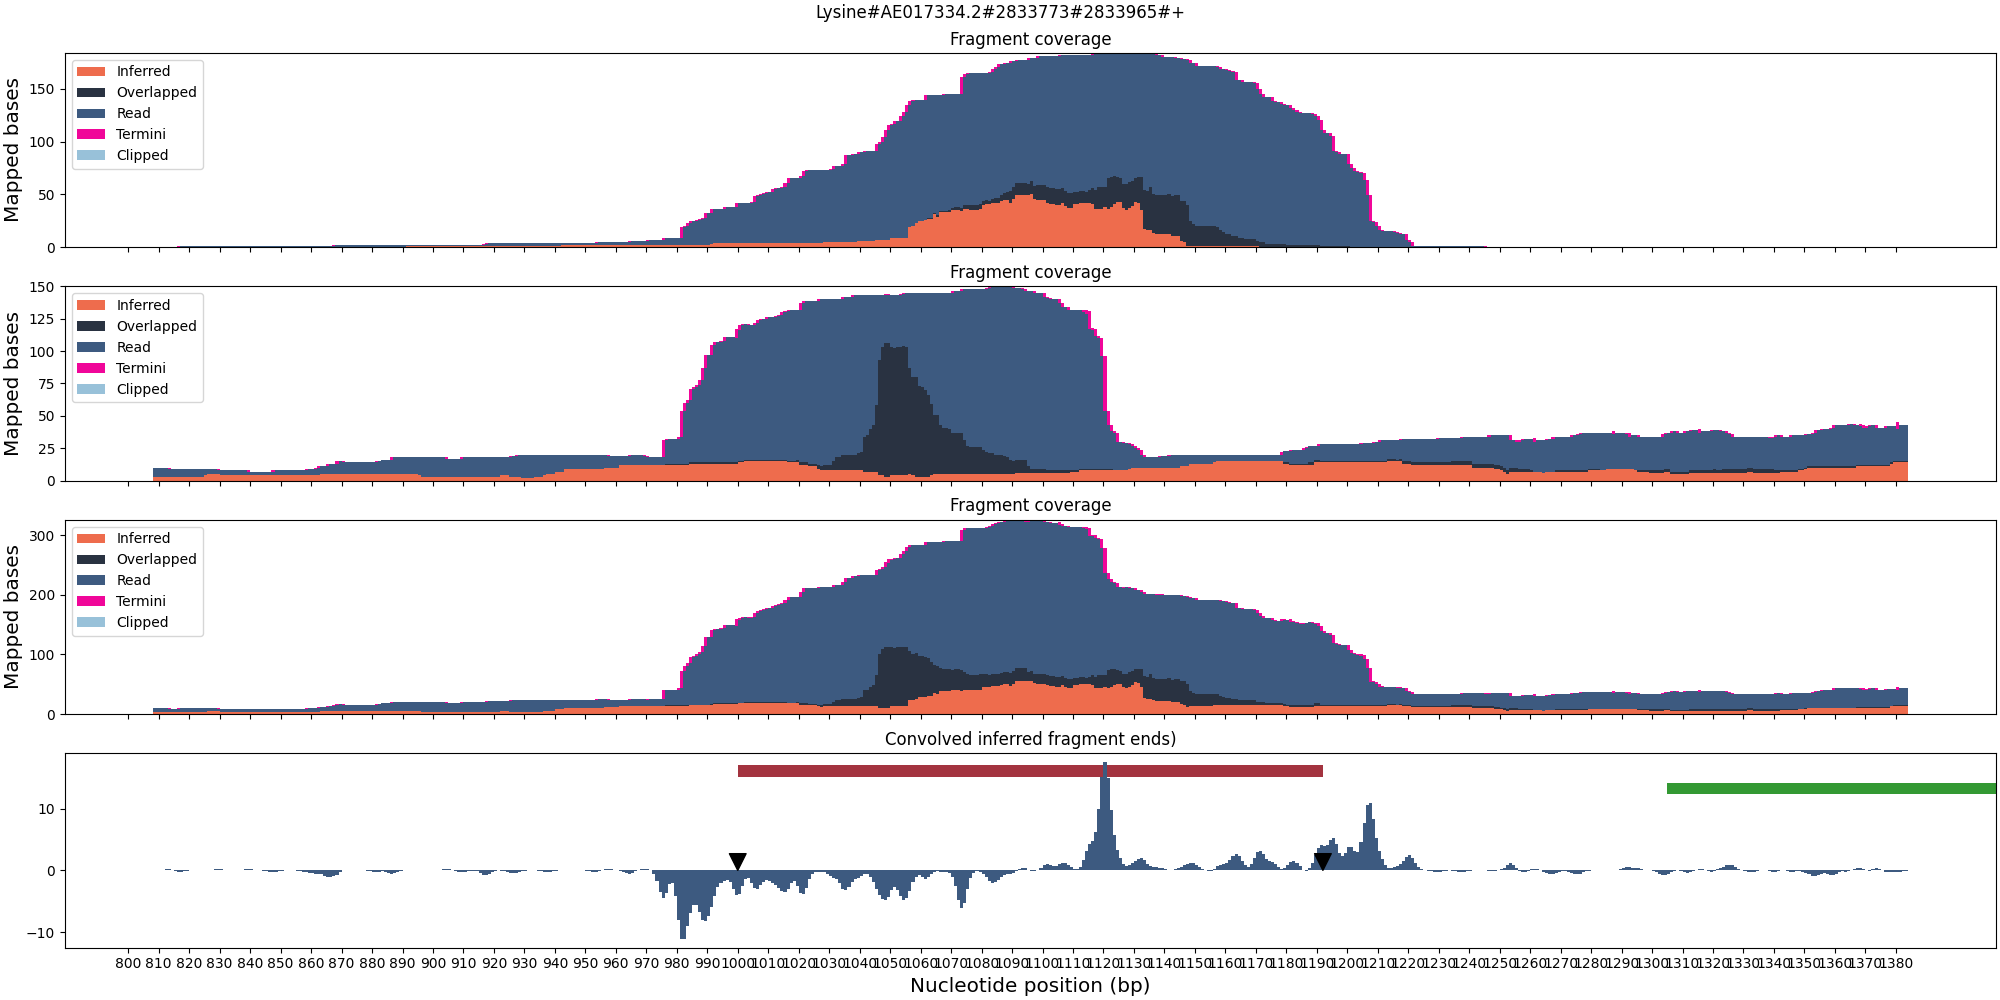 Lysine#AE017334.2#2833773#2833965#+
Fragment coverage
Mapped bases
150
100
50
0
Inferred
Overlapped
Read
Termini
Clipped
Fragment coverage
Mapped bases
150
125
100
75
50
25
0
Inferred
Overlapped
Read
Termini
Clipped
Fragment coverage
Mapped bases
300
200
100
0
Inferred
Overlapped
Read
Termini
Clipped
Convolved inferred fragment ends)
10
0
−10
800 810 820 830 840 850 860 870 880 890 900 910 920 930 940 950 960 970 980 990 1000 1010 1020 1030 1040 1050 1060 1070 1080 1090 1100 1110 1120 1130 1140 1150 1160 1170 1180 1190 1200 1210 1220 1230 1240 1250 1260 1270 1280 1290 1300 1310 1320 1330 1340 1350 1360 1370 1380
Nucleotide position (bp)